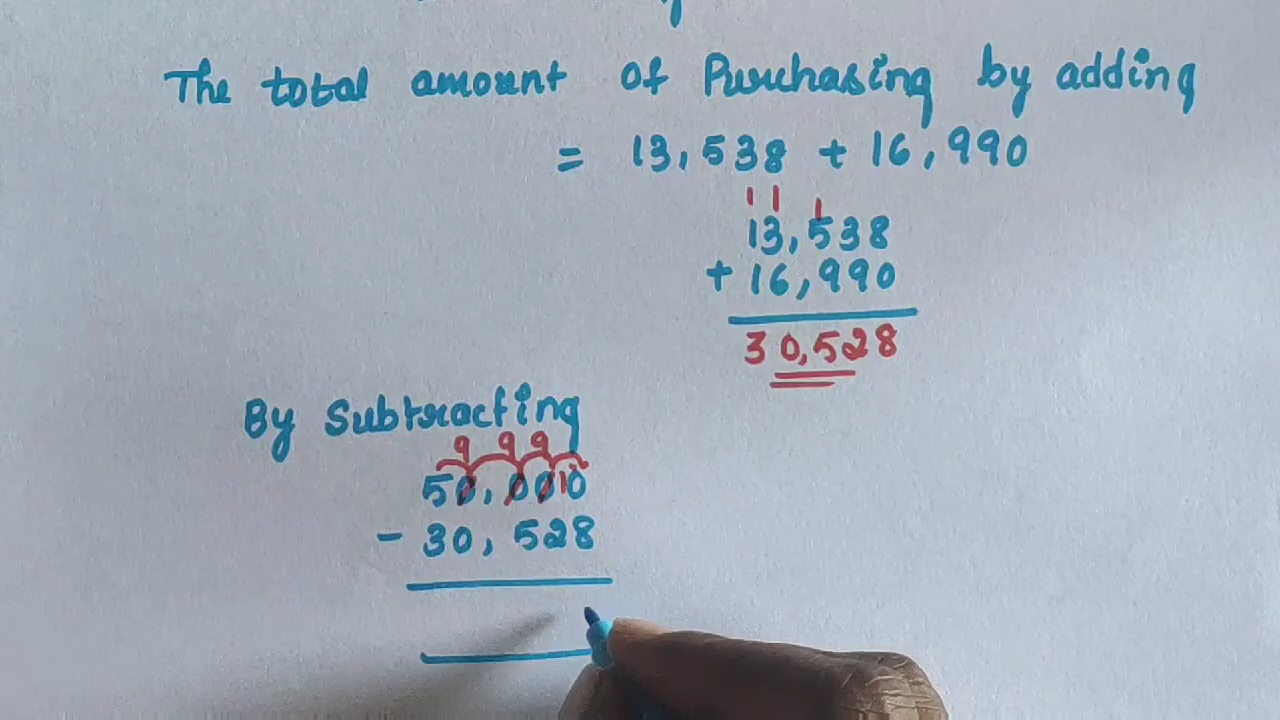 The total amount of Purchasing by adding
= 13,538 + 16,990
1 1 1
13,538
+ 16,990
30,528
By Subtracting
9 9 9
50,0010
- 30,528